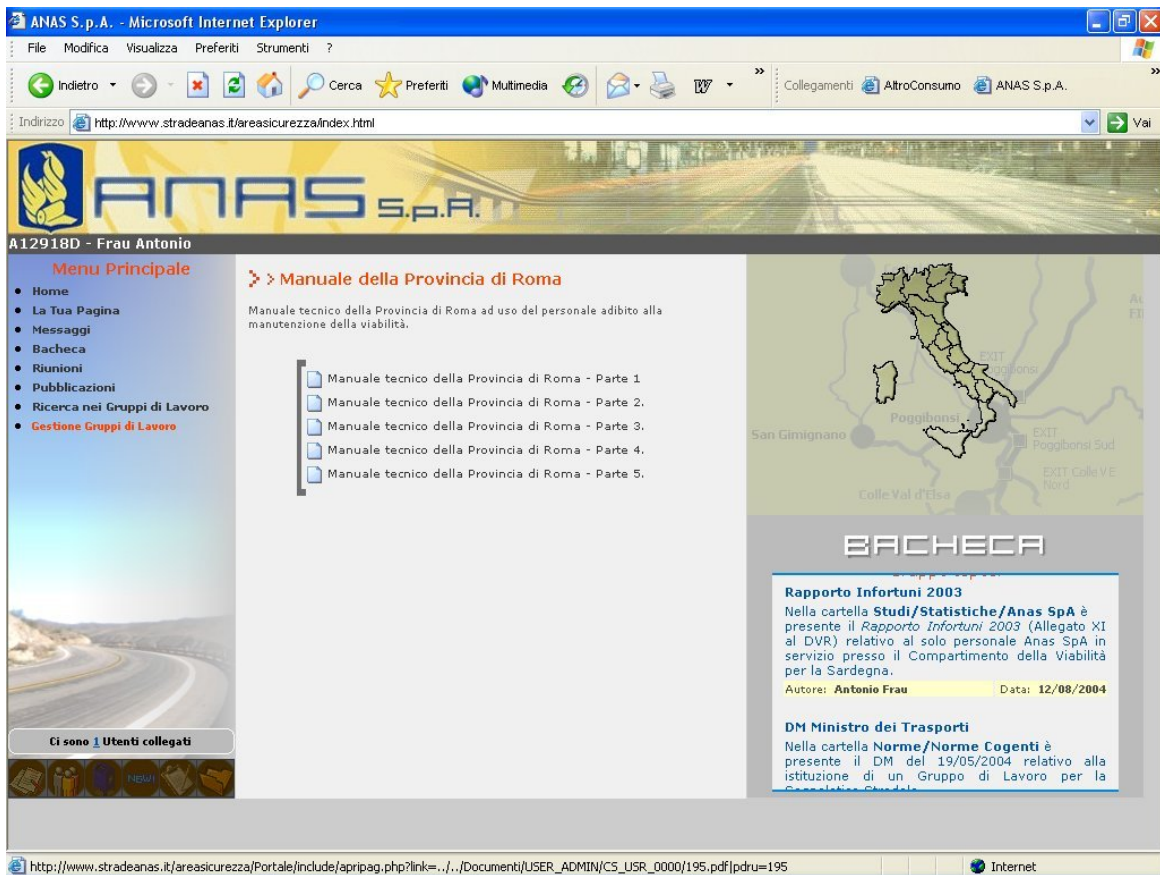 ANAS S.p.A. - Microsoft Internet Explorer
File Modifica Visualizza Preferiti Strumenti ?
Indietro Cerca Preferiti Multimedia Collegamenti AltroConsumo ANAS S.p.A.
Indirizzo http://www.stradeanas.it/areasicurezza/index.html Vai
ANAS S.p.A.
A12918D - Frau Antonio
Menu Principale
Home
La Tua Pagina
Messaggi
Bacheca
Riunioni
Pubblicazioni
Ricerca nei Gruppi di Lavoro
Gestione Gruppi di Lavoro
Ci sono 1 Utenti collegati
NEW!
> > Manuale della Provincia di Roma
Manuale tecnico della Provincia di Roma ad uso del personale adibito alla
manutenzione della viabilità.
Manuale tecnico della Provincia di Roma - Parte 1
Manuale tecnico della Provincia di Roma - Parte 2.
Manuale tecnico della Provincia di Roma - Parte 3.
Manuale tecnico della Provincia di Roma - Parte 4.
Manuale tecnico della Provincia di Roma - Parte 5.
EXIT
Poggibonsi
San Gimignano
EXIT
Poggibonsi Sud
EXIT Colle V.E.
Nord
Colle Val d'Elsa
BACHECA
Rapporto Infortuni 2003
Nella cartella Studi/Statistiche/Anas SpA è
presente il Rapporto Infortuni 2003 (Allegato XI
al DVR) relativo al solo personale Anas SpA in
servizio presso il Compartimento della Viabilità
per la Sardegna.
Autore: Antonio Frau Data: 12/08/2004
DM Ministro dei Trasporti
Nella cartella Norme/Norme Cogenti è
presente il DM del 19/05/2004 relativo alla
istituzione di un Gruppo di Lavoro per la
http://www.stradeanas.it/areasicurezza/Portale/include/apripag.php?link=../../Documenti/USER_ADMIN/CS_USR_0000/195.pdf|pdru=195 Internet